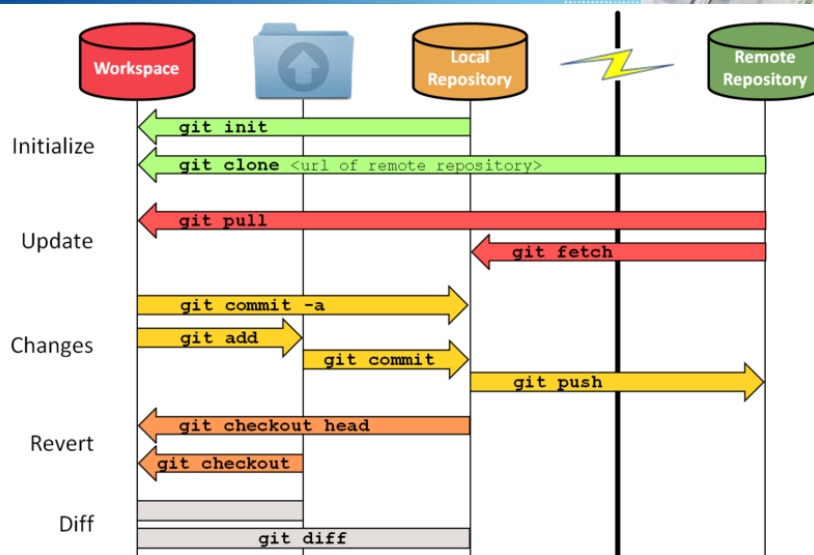 Workspace
Local
Repository
Remote
Repository
Initialize
git init
git clone <url of remote repository>
Update
git pull
git fetch
Changes
git commit -a
git add
git commit
git push
Revert
git checkout head
git checkout
Diff
git diff